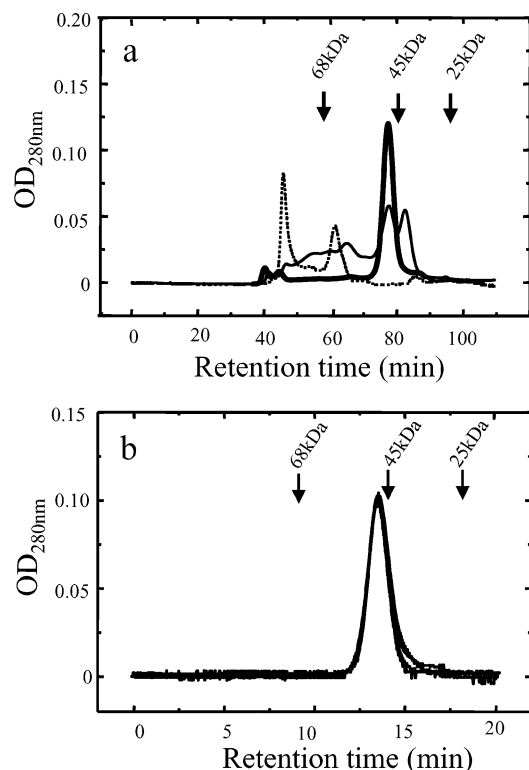 a
0.20
0.15
0.10
0.05
0
OD280nm
68kDa
45kDa
25kDa
0 20 40 60 80 100
Retention time (min)
b
0.15
0.10
0.05
0
OD280nm
68kDa
45kDa
25kDa
0 5 10 15 20
Retention time (min)